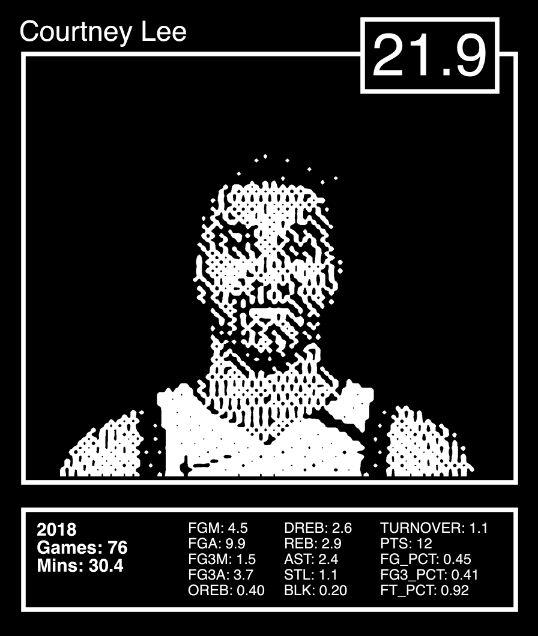 Courtney Lee
21.9
2018
Games: 76
Mins: 30.4
FGM: 4.5
FGA: 9.9
FG3M: 1.5
FG3A: 3.7
OREB: 0.40
DREB: 2.6
REB: 2.9
AST: 2.4
STL: 1.1
BLK: 0.20
TURNOVER: 1.1
PTS: 12
FG_PCT: 0.45
FG3_PCT: 0.41
FT_PCT: 0.92